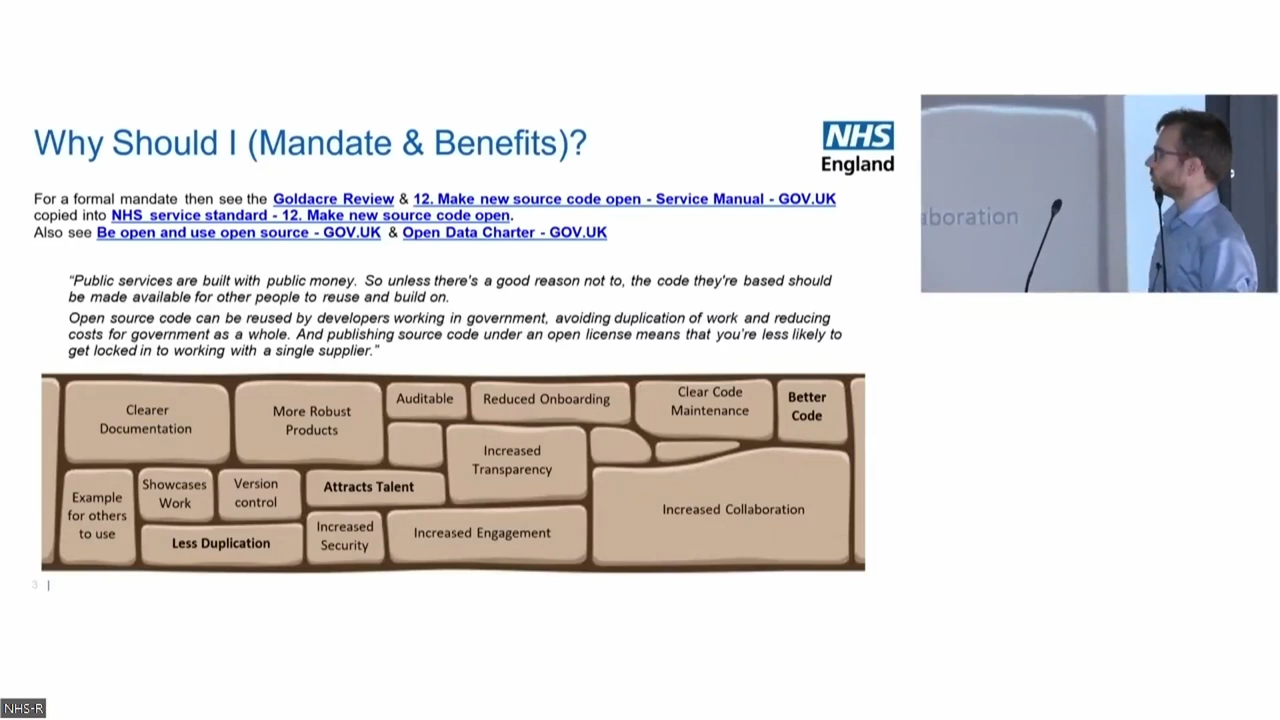 Why Should I (Mandate & Benefits)?
NHS
England
For a formal mandate then see the Goldacre Review & 12. Make new source code open - Service Manual - GOV.UK
copied into NHS service standard - 12. Make new source code open.
Also see Be open and use open source - GOV.UK & Open Data Charter - GOV.UK
“Public services are built with public money. So unless there’s a good reason not to, the code they’re based should
be made available for other people to reuse and build on.
Open source code can be reused by developers working in government, avoiding duplication of work and reducing
costs for government as a whole. And publishing source code under an open license means that you’re less likely to
get locked in to working with a single supplier.”
Clearer
Documentation
More Robust
Products
Auditable
Reduced Onboarding
Clear Code
Maintenance
Better
Code
Increased
Transparency
Example
for others
to use
Showcases
Work
Version
control
Attracts Talent
Less Duplication
Increased
Security
Increased Engagement
Increased Collaboration
3 |
aboration
NHS-R